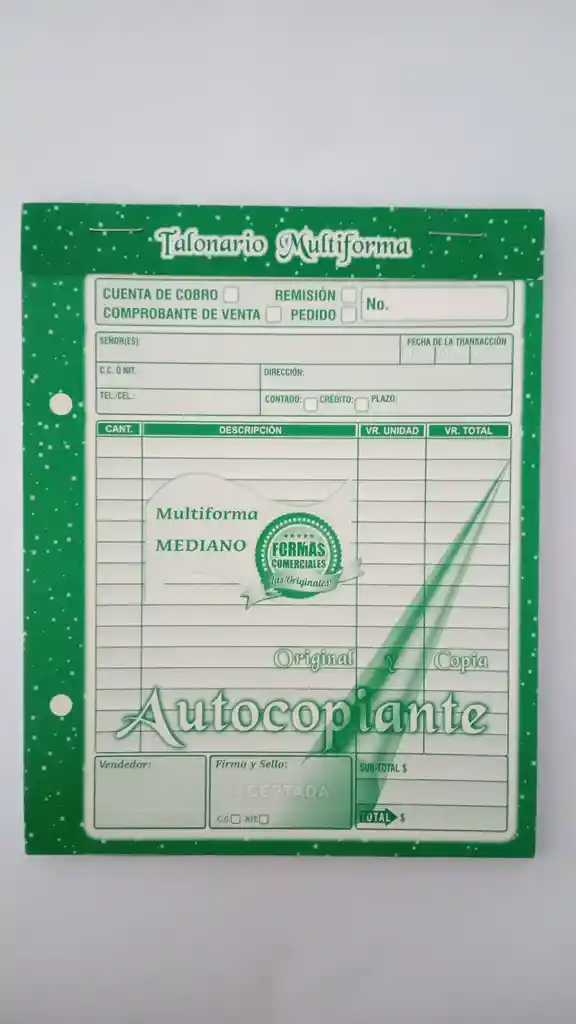 Talonario Multiforma
CUENTA DE COBRO REMISIÓN No.
COMPROBANTE DE VENTA PEDIDO
SEÑOR(ES): FECHA DE LA TRANSACCIÓN
C.C. Ó NIT. DIRECCIÓN:
TEL./CEL.: CONTADO: CRÉDITO: PLAZO:
CANT. DESCRIPCIÓN VR. UNIDAD VR. TOTAL
Multiforma
MEDIANO
FORMAS
COMERCIALES
¡Las Originales!
Original y Copia
Autocopiante
Vendedor: Firma y Sello: SUB-TOTAL $
ACEPTADA
C.C. NIT. TOTAL $